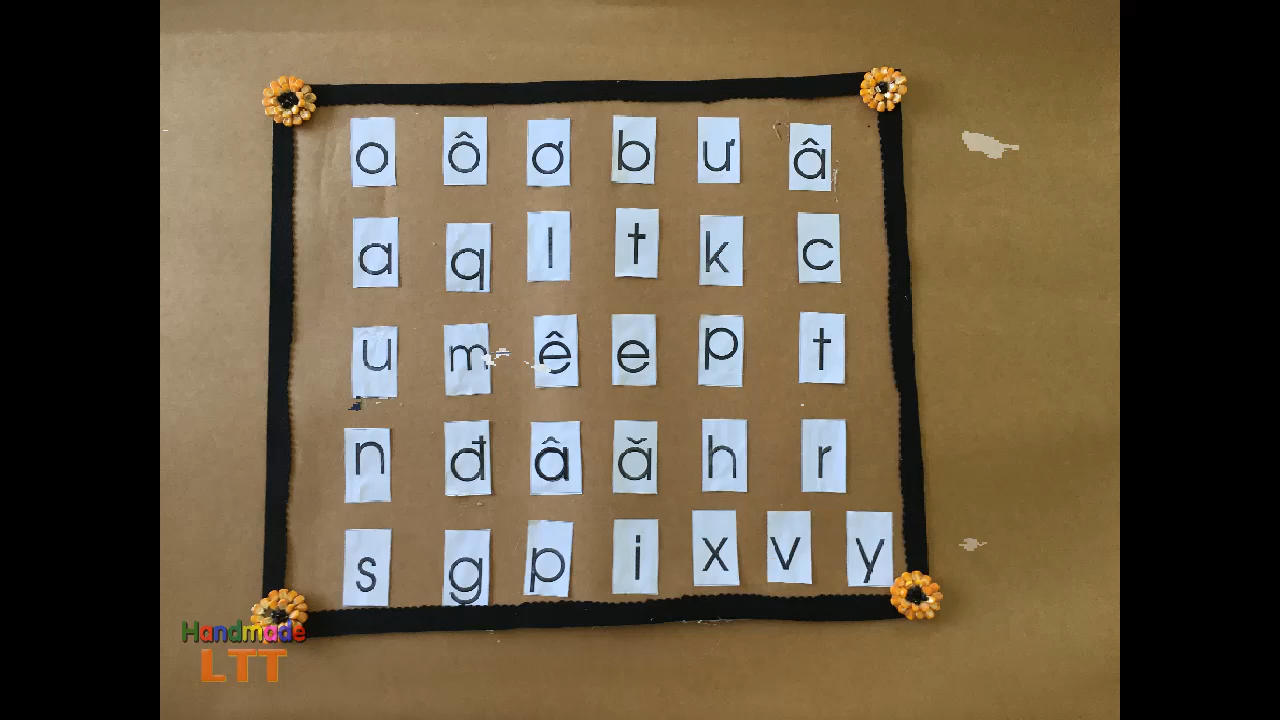 o ô ơ b ư â
a q l t k c
u m ê e p t
n đ â ă h r
s g p i x v y
Handmade
LTT